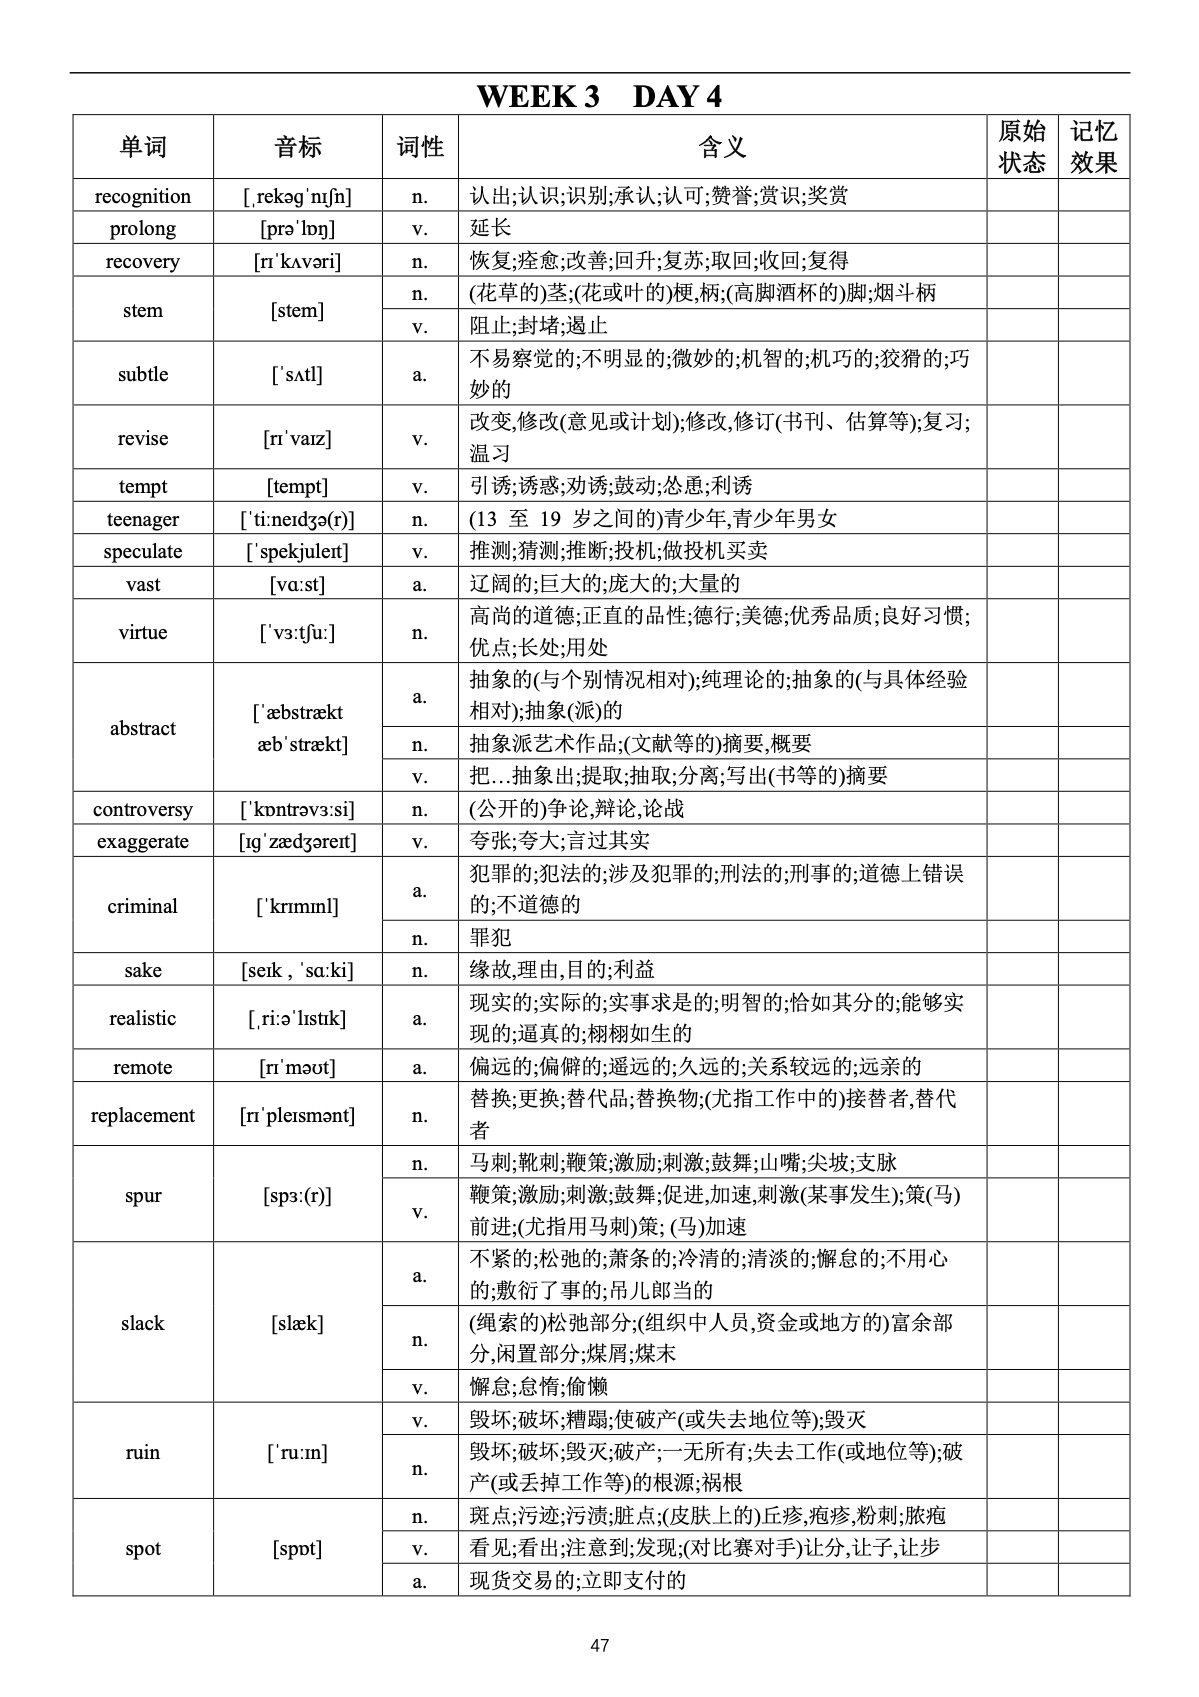 WEEK 3 DAY 4
单词 音标 词性 含义 原始状态 记忆效果
recognition [ˌrekəɡˈnɪʃn] n. 认出;认识;识别;承认;认可;赞誉;赏识;奖赏
prolong [prəˈlɒŋ] v. 延长
recovery [rɪˈkʌvəri] n. 恢复;痊愈;改善;回升;复苏;取回;收回;复得
stem [stem] n. (花草的)茎;(花或叶的)梗,柄;(高脚酒杯的)脚;烟斗柄
v. 阻止;封堵;遏止
subtle [ˈsʌtl] a. 不易察觉的;不明显的;微妙的;机智的;机巧的;狡猾的;巧
妙的
revise [rɪˈvaɪz] v. 改变,修改(意见或计划);修改,修订(书刊、估算等);复习;
温习
tempt [tempt] v. 引诱;诱惑;劝诱;鼓动;怂恿;利诱
teenager [ˈtiːneɪdʒə(r)] n. (13 至 19 岁之间的)青少年,青少年男女
speculate [ˈspekjuleɪt] v. 推测;猜测;推断;投机;做投机买卖
vast [vɑːst] a. 辽阔的;巨大的;庞大的;大量的
virtue [ˈvɜːtʃuː] n. 高尚的道德;正直的品性;德行;美德;优秀品质;良好习惯;
优点;长处;用处
abstract [ˈæbstrækt æbˈstrækt] a. 抽象的(与个别情况相对);纯理论的;抽象的(与具体经验
相对);抽象(派)的
n. 抽象派艺术作品;(文献等的)摘要,概要
v. 把…抽象出;提取;抽取;分离;写出(书等的)摘要
controversy [ˈkɒntrəvɜːsi] n. (公开的)争论,辩论,论战
exaggerate [ɪɡˈzædʒəreɪt] v. 夸张;夸大;言过其实
criminal [ˈkrɪmɪnl] a. 犯罪的;犯法的;涉及犯罪的;刑法的;刑事的;道德上错误
的;不道德的
n. 罪犯
sake [seɪk , ˈsɑːki] n. 缘故,理由,目的;利益
realistic [ˌriːəˈlɪstɪk] a. 现实的;实际的;实事求是的;明智的;恰如其分的;能够实
现的;逼真的;栩栩如生的
remote [rɪˈməʊt] a. 偏远的;偏僻的;遥远的;久远的;关系较远的;远亲的
replacement [rɪˈpleɪsmənt] n. 替换;更换;替代品;替换物;(尤指工作中的)接替者,替代
者
spur [spɜː(r)] n. 马刺;靴刺;鞭策;激励;刺激;鼓舞;山嘴;尖坡;支脉
v. 鞭策;激励;刺激;鼓舞;促进,加速,刺激(某事发生);策(马)
前进;(尤指用马刺)策; (马)加速
slack [slæk] a. 不紧的;松弛的;萧条的;冷清的;清淡的;懈怠的;不用心
的;敷衍了事的;吊儿郎当的
n. (绳索的)松弛部分;(组织中人员,资金或地方的)富余部
分,闲置部分;煤屑;煤末
v. 懈怠;怠惰;偷懒
ruin [ˈruːɪn] v. 毁坏;破坏;糟蹋;使破产(或失去地位等);毁灭
n. 毁坏;破坏;毁灭;破产;一无所有;失去工作(或地位等);破
产(或丢掉工作等)的根源;祸根
spot [spɒt] n. 斑点;污迹;污渍;脏点;(皮肤上的)丘疹,疱疹,粉刺;脓疱
v. 看见;看出;注意到;发现;(对比赛对手)让分,让子,让步
a. 现货交易的;立即支付的
47